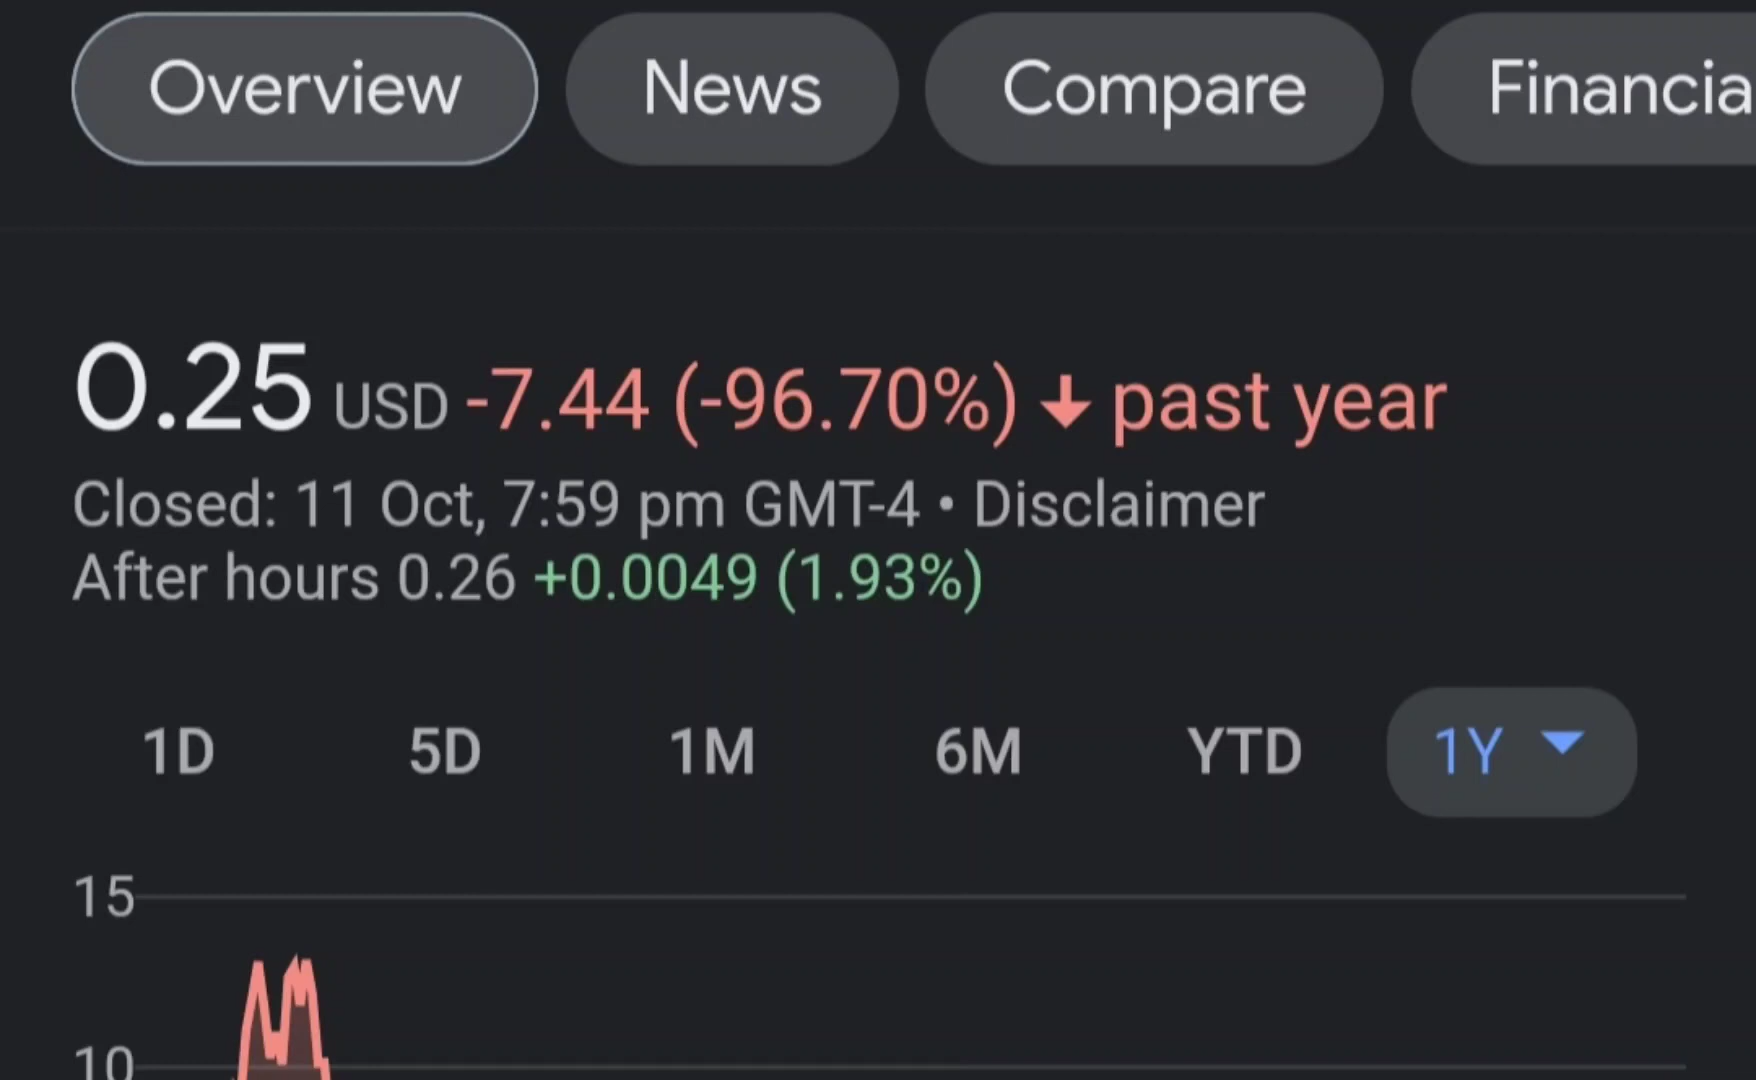 Overview News Compare Financia
0.25 USD -7.44 (-96.70%) ↓ past year
Closed: 11 Oct, 7:59 pm GMT-4 • Disclaimer
After hours 0.26 +0.0049 (1.93%)
1D 5D 1M 6M YTD 1Y
15
10